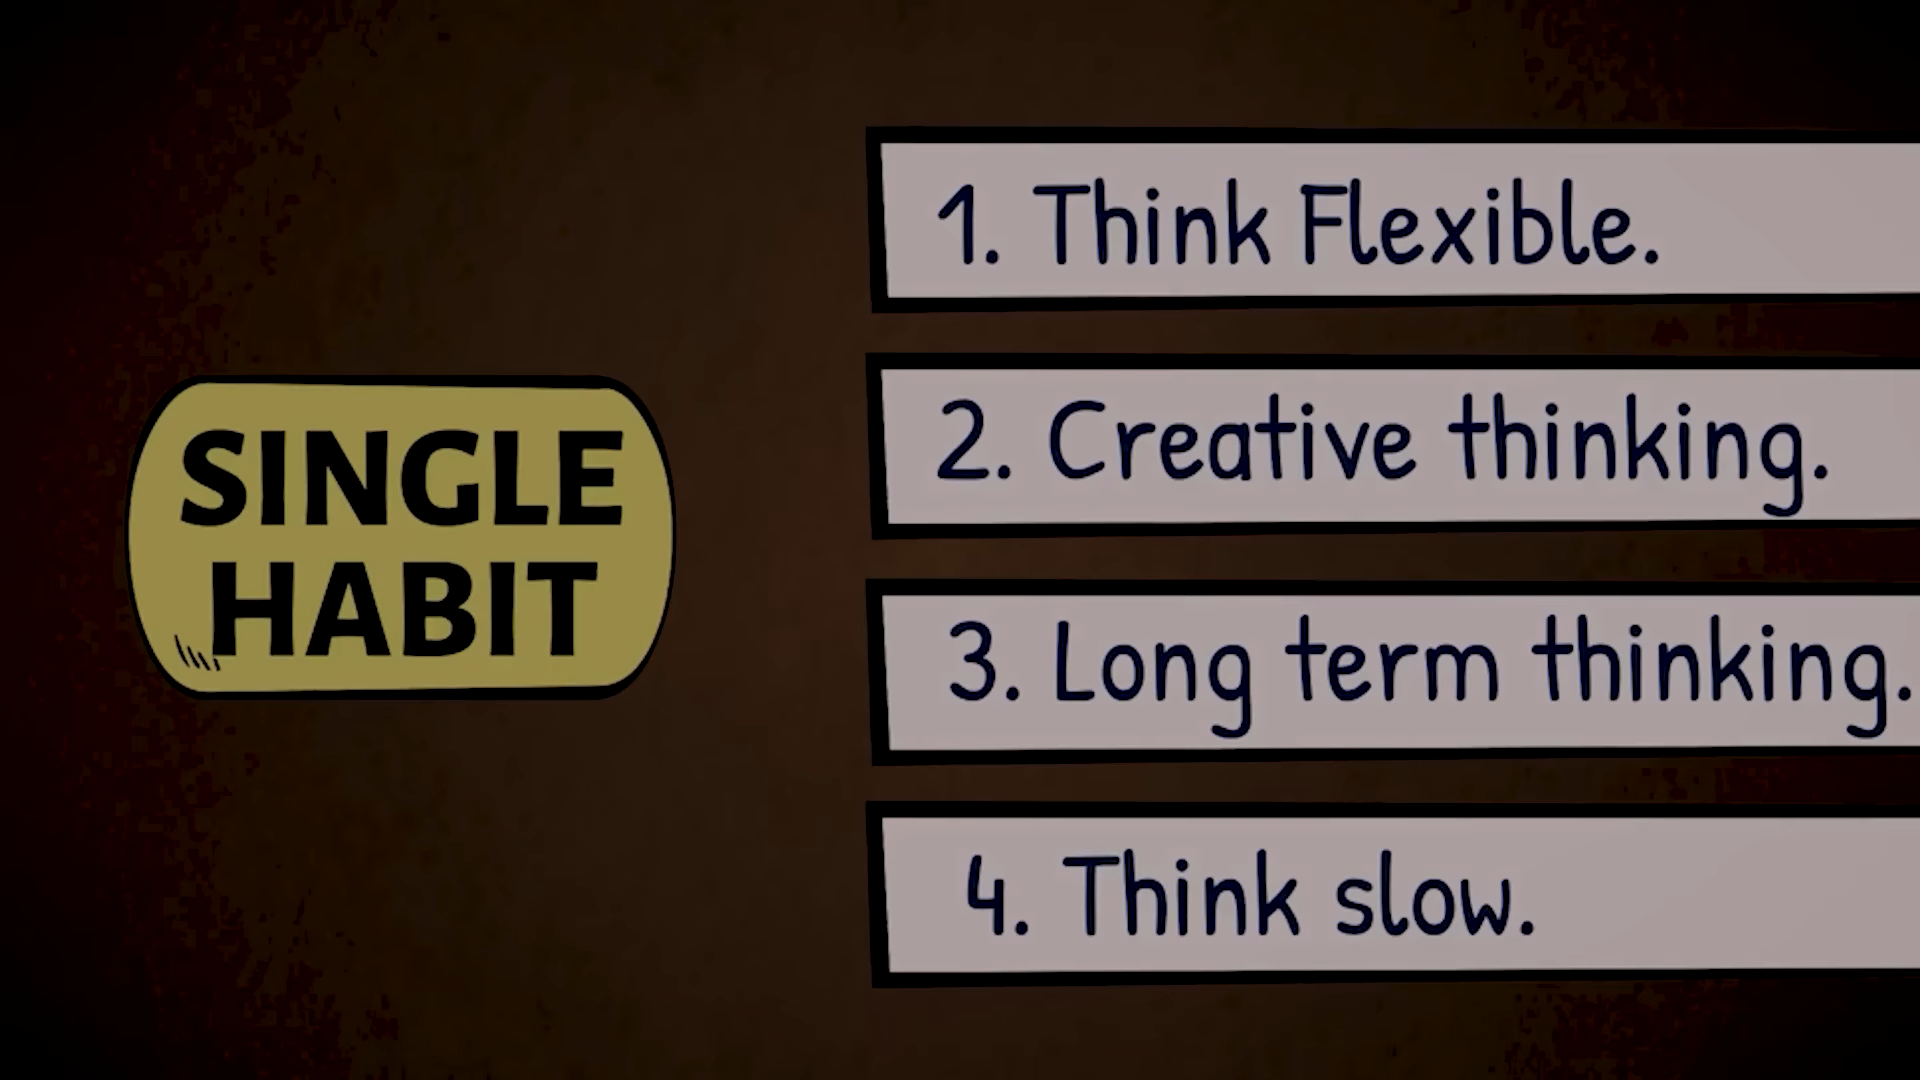 SINGLE
HABIT
1. Think Flexible.
2. Creative thinking.
3. Long term thinking.
4. Think slow.